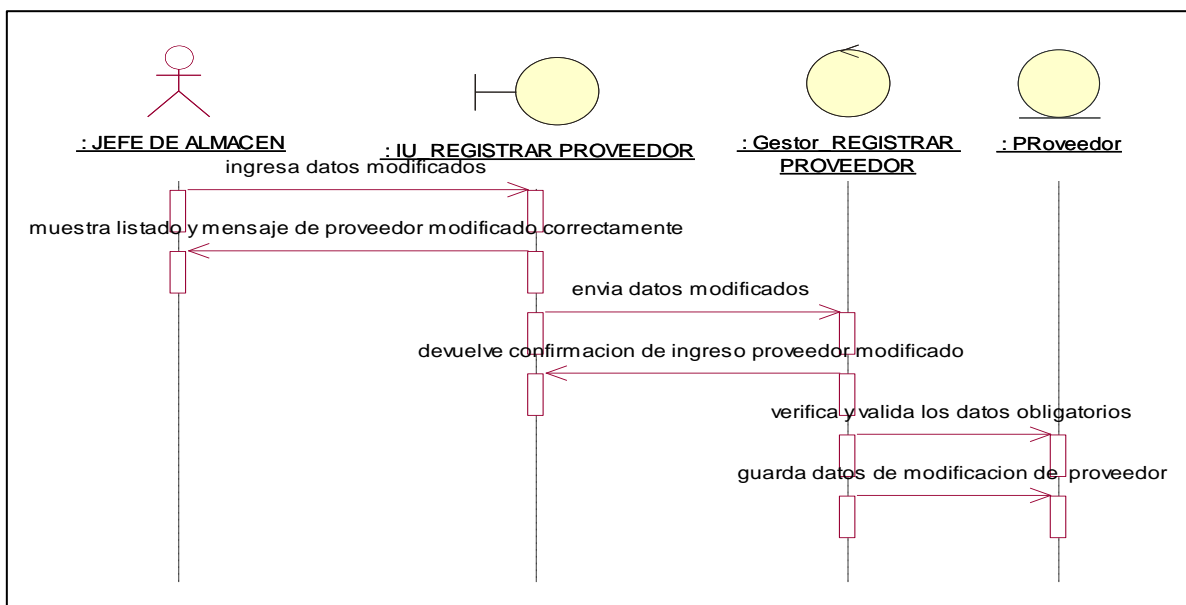 : JEFE DE ALMACEN
: IU_REGISTRAR PROVEEDOR
: Gestor_REGISTRAR
PROVEEDOR
: PRoveedor
ingresa datos modificados
muestra listado y mensaje de proveedor modificado correctamente
envia datos modificados
devuelve confirmacion de ingreso proveedor modificado
verifica y valida los datos obligatorios
guarda datos de modificacion de proveedor